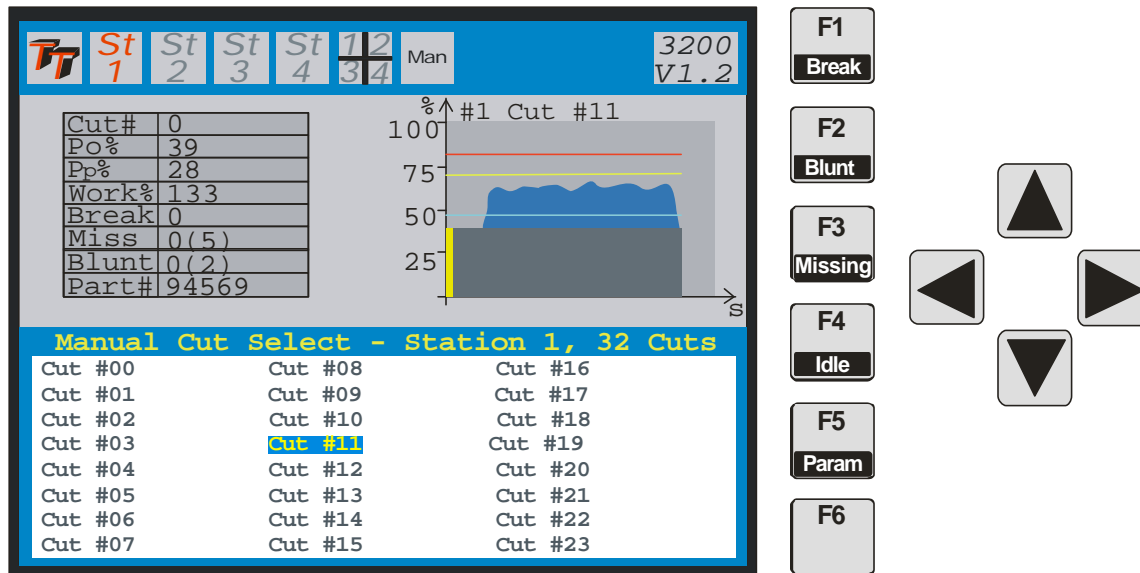 TT St 1 St 2 St 3 St 4 1 2 3 4 Man 3200 V1.2
Cut# 0
Po% 39
Pp% 28
Work% 133
Break 0
Miss 0(5)
Blunt 0(2)
Part# 94569
% #1 Cut #11
100
75
50
25
s
Manual Cut Select - Station 1, 32 Cuts
Cut #00 Cut #08 Cut #16
Cut #01 Cut #09 Cut #17
Cut #02 Cut #10 Cut #18
Cut #03 Cut #11 Cut #19
Cut #04 Cut #12 Cut #20
Cut #05 Cut #13 Cut #21
Cut #06 Cut #14 Cut #22
Cut #07 Cut #15 Cut #23
F1
Break
F2
Blunt
F3
Missing
F4
Idle
F5
Param
F6